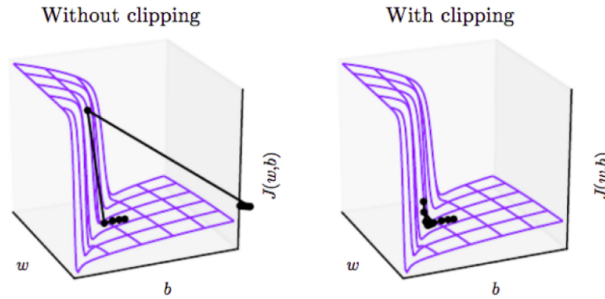 Without clipping
With clipping
J(w,b)
J(w,b)
w
b
w
b